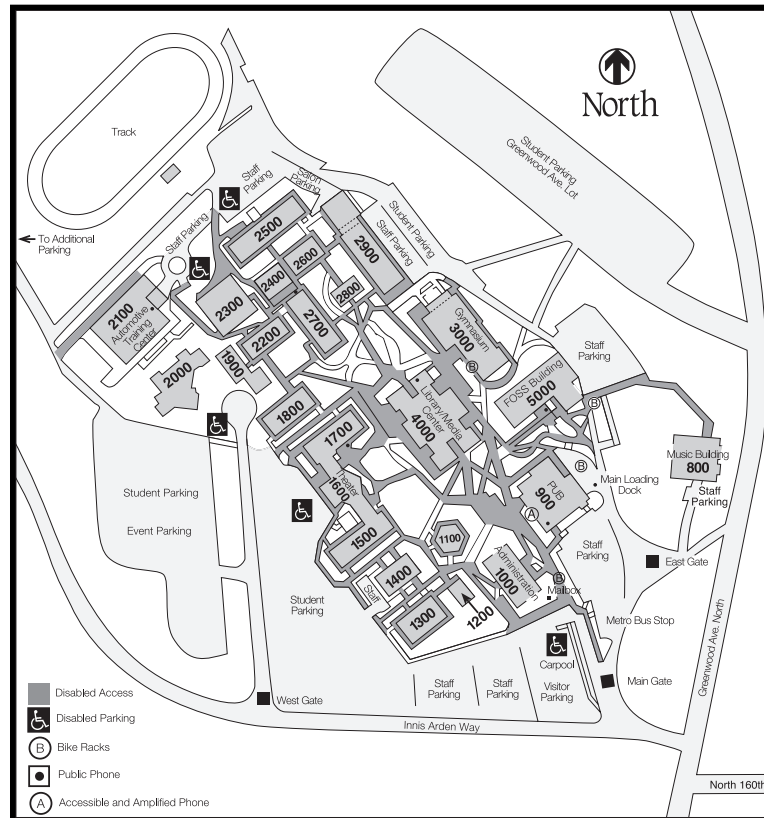 North
Track
Student Parking
Greenwood Ave. Lot
Staff
Parking
Salon
Parking
Student Parking
Staff Parking
Staff Parking
To Additional
Parking
2500
2600
2900
2400
2800
2300
2700
2100
Automotive
Training
Center
2200
1900
2000
Gymnasium
3000
B
Staff
Parking
FOSS Building
5000
B
1800
Library/Media
Center
4000
1700
Theater
1600
Music Building
800
Staff
Parking
B
Main Loading
Dock
PUB
900
A
Student Parking
Event Parking
1500
1100
Staff
Parking
East Gate
Administration
1000
1400
B
Mailbox
Student
Parking
Staff
1300
1200
Metro Bus Stop
Carpool
Visitor
Parking
Staff
Parking
Staff
Parking
Main Gate
West Gate
Innis Arden Way
Greenwood Ave. North
North 160th
Disabled Access
Disabled Parking
B Bike Racks
Public Phone
A Accessible and Amplified Phone